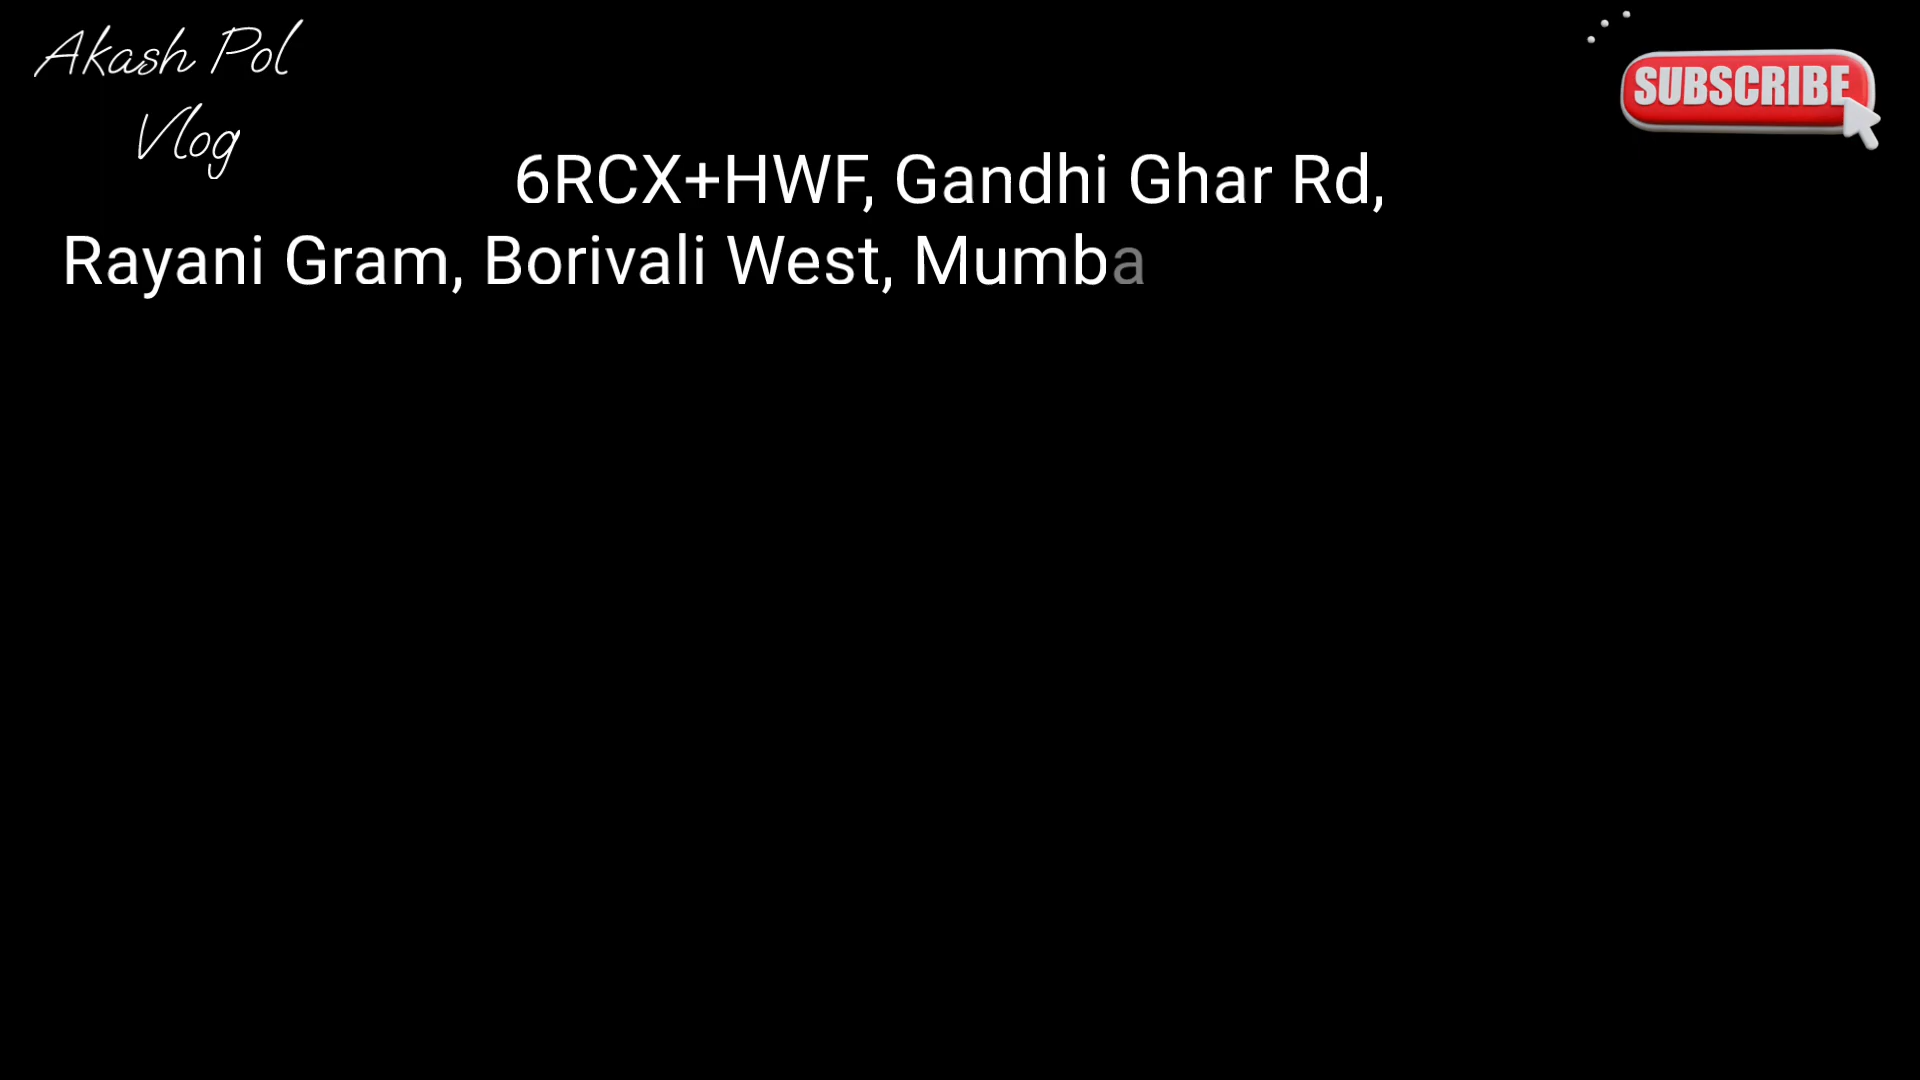 Akash Pol
Vlog
SUBSCRIBE
6RCX+HWF, Gandhi Ghar Rd,
Rayani Gram, Borivali West, Mumba